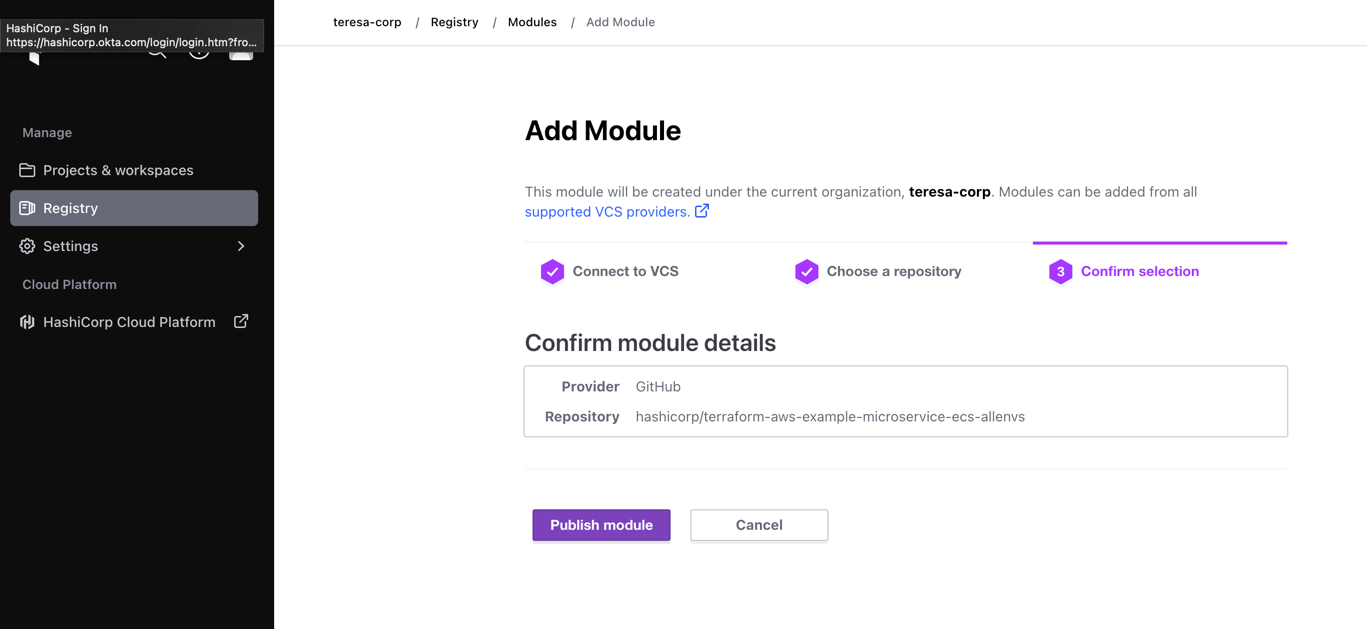 HashiCorp - Sign In
https://hashicorp.okta.com/login/login.htm?fro...
teresa-corp / Registry / Modules / Add Module
Manage
Projects & workspaces
Registry
Settings
Cloud Platform
HashiCorp Cloud Platform
Add Module
This module will be created under the current organization, teresa-corp. Modules can be added from all
supported VCS providers.
Connect to VCS
Choose a repository
3 Confirm selection
Confirm module details
Provider GitHub
Repository hashicorp/terraform-aws-example-microservice-ecs-allenvs
Publish module
Cancel